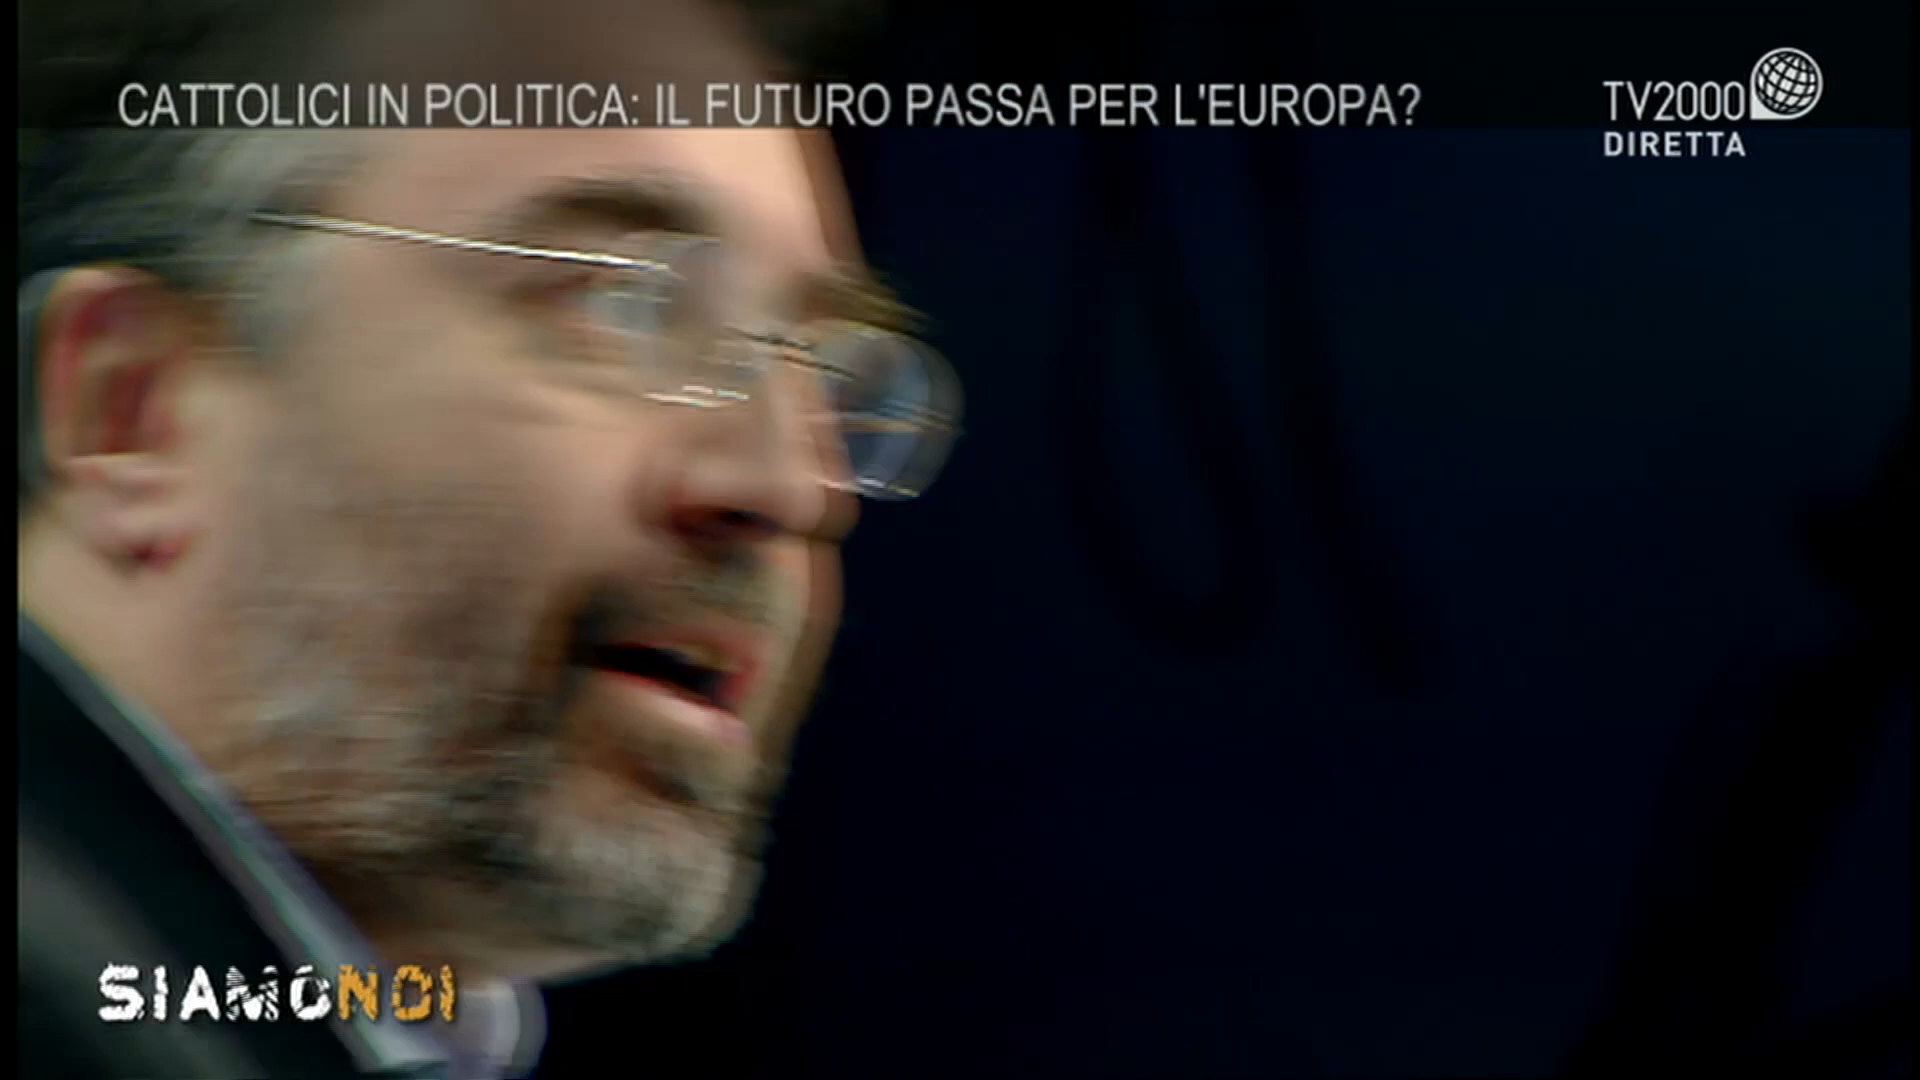 CATTOLICI IN POLITICA: IL FUTURO PASSA PER L'EUROPA?
TV2000
DIRETTA
SIAMONOI